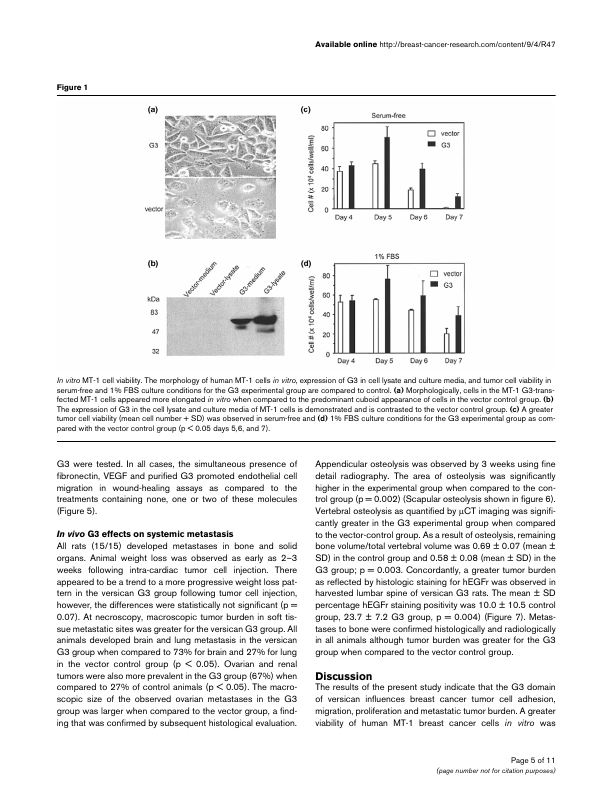 Available online http://breast-cancer-research.com/content/9/4/R47
Figure 1
(a)
G3
vector
(b)
Vector-medium
Vector-lysate
G3-medium
G3-lysate
kDa
83
47
32
(c)
Serum-free
Cell # (x 10⁴ cells/well/ml)
80
60
40
20
0
vector
G3
Day 4 Day 5 Day 6 Day 7
(d)
1% FBS
Cell # (x 10⁴ cells/well/ml)
80
60
40
20
0
vector
G3
Day 4 Day 5 Day 6 Day 7
In vitro MT-1 cell viability. The morphology of human MT-1 cells in vitro, expression of G3 in cell lysate and culture media, and tumor cell viability in
serum-free and 1% FBS culture conditions for the G3 experimental group are compared to control. (a) Morphologically, cells in the MT-1 G3-trans-
fected MT-1 cells appeared more elongated in vitro when compared to the predominant cuboid appearance of cells in the vector control group. (b)
The expression of G3 in the cell lysate and culture media of MT-1 cells is demonstrated and is contrasted to the vector control group. (c) A greater
tumor cell viability (mean cell number + SD) was observed in serum-free and (d) 1% FBS culture conditions for the G3 experimental group as com-
pared with the vector control group (p < 0.05 days 5,6, and 7).
G3 were tested. In all cases, the simultaneous presence of
fibronectin, VEGF and purified G3 promoted endothelial cell
migration in wound-healing assays as compared to the
treatments containing none, one or two of these molecules
(Figure 5).
In vivo G3 effects on systemic metastasis
All rats (15/15) developed metastases in bone and solid
organs. Animal weight loss was observed as early as 2–3
weeks following intra-cardiac tumor cell injection. There
appeared to be a trend to a more progressive weight loss pat-
tern in the versican G3 group following tumor cell injection,
however, the differences were statistically not significant (p =
0.07). At necropsy, macroscopic tumor burden in soft tis-
sue metastatic sites was greater for the versican G3 group. All
animals developed brain and lung metastasis in the versican
G3 group when compared to 73% for brain and 27% for lung
in the vector control group (p < 0.05). Ovarian and renal
tumors were also more prevalent in the G3 group (67%) when
compared to 27% of control animals (p < 0.05). The macro-
scopic size of the observed ovarian metastases in the G3
group was larger when compared to the vector group, a find-
ing that was confirmed by subsequent histological evaluation.
Appendicular osteolysis was observed by 3 weeks using fine
detail radiography. The area of osteolysis was significantly
higher in the experimental group when compared to the con-
trol group (p = 0.002) (Scapular osteolysis shown in figure 6).
Vertebral osteolysis as quantified by μCT imaging was signifi-
cantly greater in the G3 experimental group when compared
to the vector-control group. As a result of osteolysis, remaining
bone volume/total vertebral volume was 0.69 ± 0.07 (mean ±
SD) in the control group and 0.58 ± 0.08 (mean ± SD) in the
G3 group; p = 0.003. Concordantly, a greater tumor burden
as reflected by histologic staining for hEGFr was observed in
harvested lumbar spine of versican G3 rats. The mean ± SD
percentage hEGFr staining positivity was 10.0 ± 10.5 control
group, 23.7 ± 7.2 G3 group, p = 0.004) (Figure 7). Metas-
tases to bone were confirmed histologically and radiologically
in all animals although tumor burden was greater for the G3
group when compared to the vector control group.
Discussion
The results of the present study indicate that the G3 domain
of versican influences breast cancer tumor cell adhesion,
migration, proliferation and metastatic tumor burden. A greater
viability of human MT-1 breast cancer cells in vitro was
Page 5 of 11
(page number not for citation purposes)